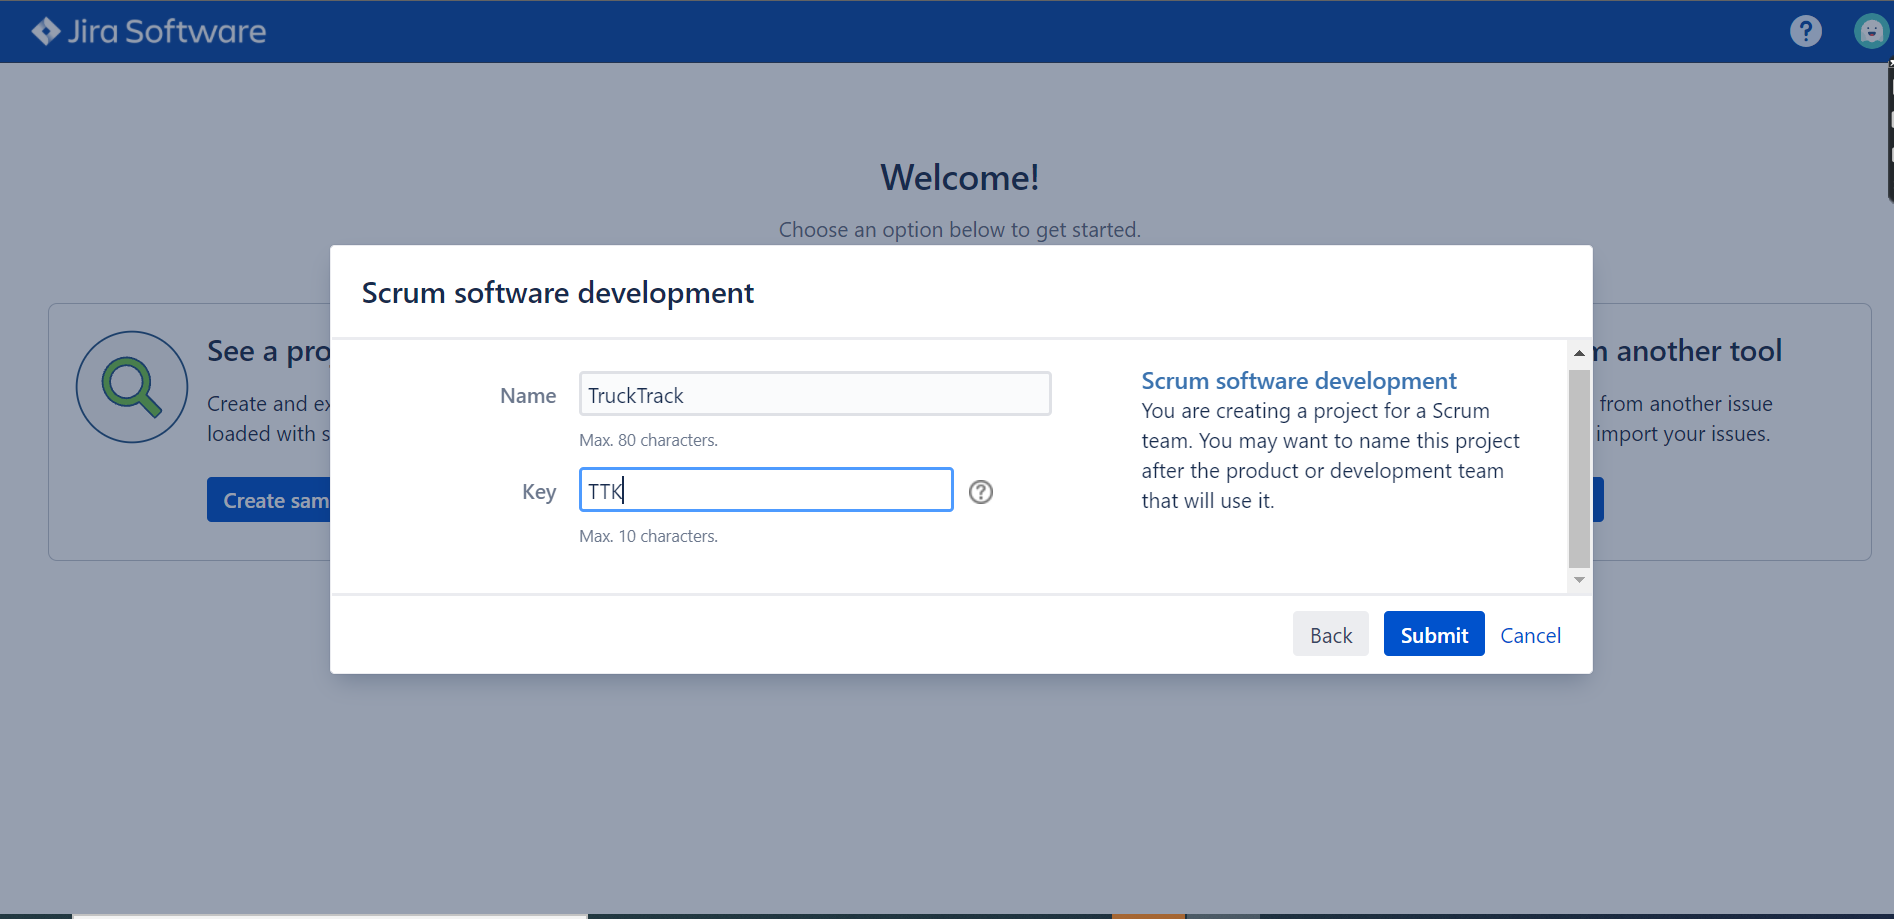 Jira Software
?
Welcome!
Choose an option below to get started.
Scrum software development
See a pro
Create and ex
loaded with s
Create sam
Name
TruckTrack
Max. 80 characters.
Key
TTK
?
Max. 10 characters.
Scrum software development
You are creating a project for a Scrum
team. You may want to name this project
after the product or development team
that will use it.
m another tool
from another issue
import your issues.
Back
Submit
Cancel